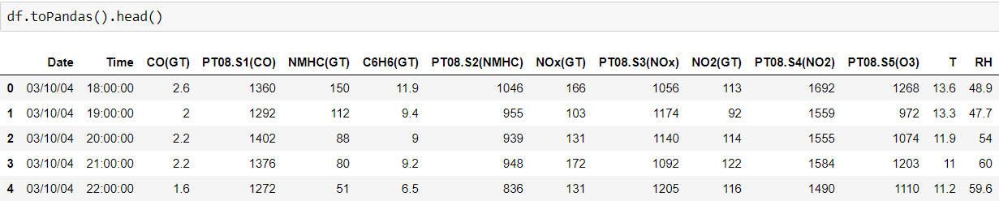 df.toPandas().head()
Date Time CO(GT) PT08.S1(CO) NMHC(GT) C6H6(GT) PT08.S2(NMHC) NOx(GT) PT08.S3(NOx) NO2(GT) PT08.S4(NO2) PT08.S5(O3) T RH
0 03/10/04 18:00:00 2.6 1360 150 11.9 1046 166 1056 113 1692 1268 13.6 48.9
1 03/10/04 19:00:00 2 1292 112 9.4 955 103 1174 92 1559 972 13.3 47.7
2 03/10/04 20:00:00 2.2 1402 88 9 939 131 1140 114 1555 1074 11.9 54
3 03/10/04 21:00:00 2.2 1376 80 9.2 948 172 1092 122 1584 1203 11 60
4 03/10/04 22:00:00 1.6 1272 51 6.5 836 131 1205 116 1490 1110 11.2 59.6